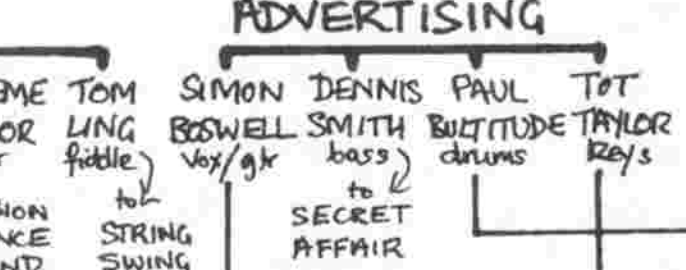 ADVERTISING
TOM
LING
fiddle
to
STRING
SWING
SIMON
BOSWELL
Vox/gtr
DENNIS
SMITH
bass
to
SECRET
AFFAIR
PAUL
BULTITUDE
drums
TOT
TAYLOR
keys